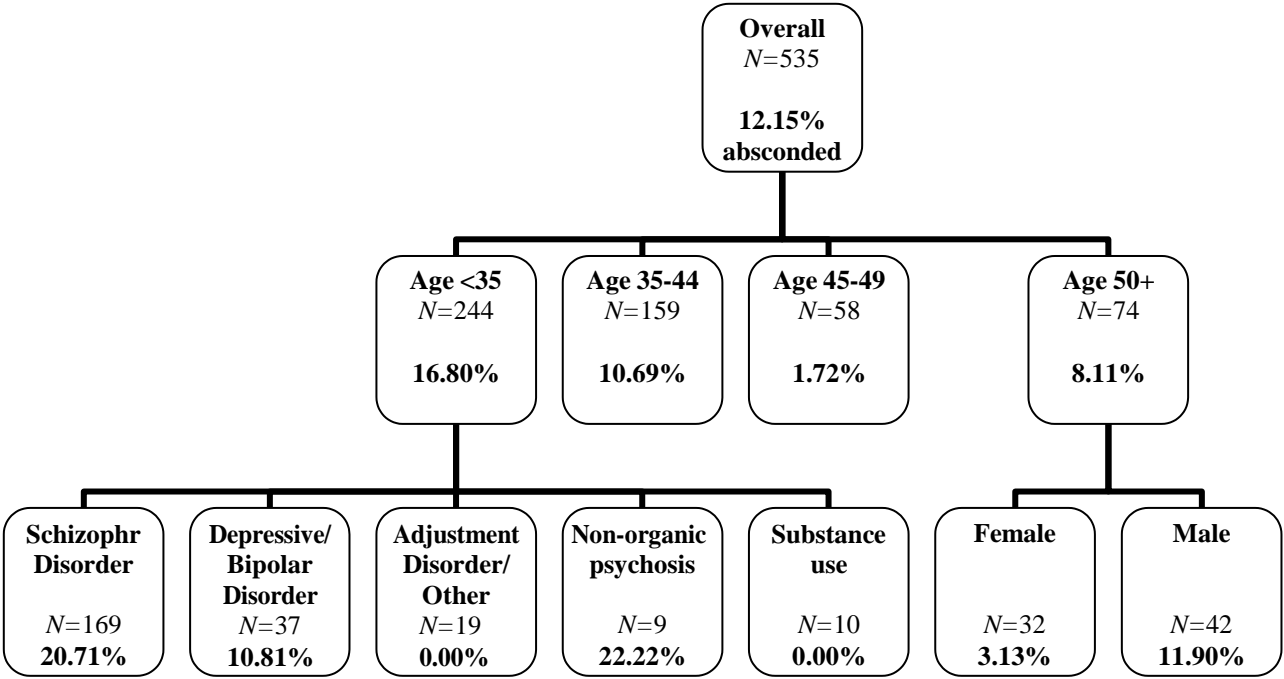 Overall
N=535
12.15%
absconded
Age <35
N=244
16.80%
Age 35-44
N=159
10.69%
Age 45-49
N=58
1.72%
Age 50+
N=74
8.11%
Schizophr
Disorder
N=169
20.71%
Depressive/
Bipolar
Disorder
N=37
10.81%
Adjustment
Disorder/
Other
N=19
0.00%
Non-organic
psychosis
N=9
22.22%
Substance
use
N=10
0.00%
Female
N=32
3.13%
Male
N=42
11.90%